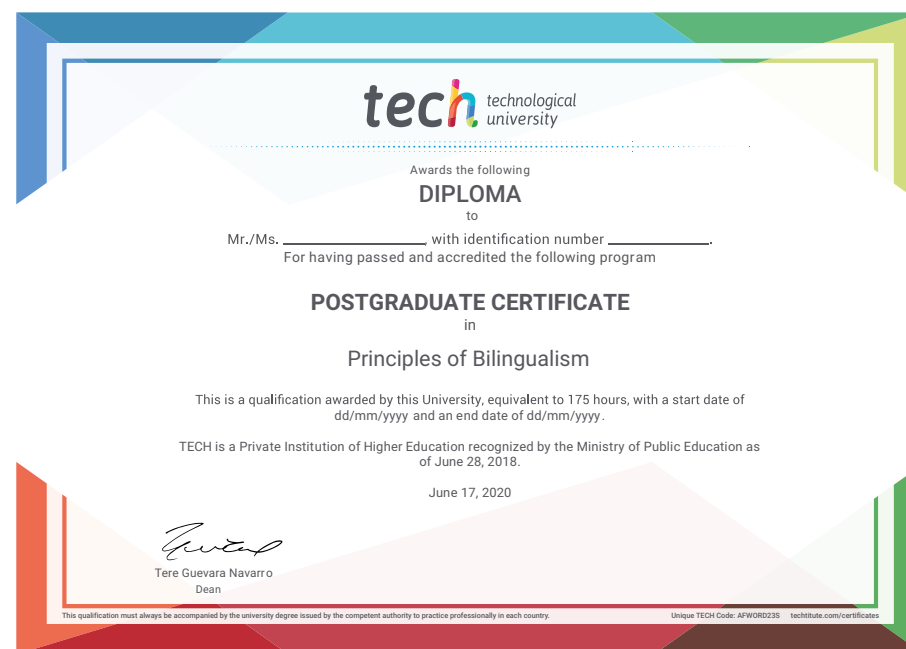 tech technological
university
Awards the following
DIPLOMA
to
Mr./Ms. ____________________, with identification number ______________.
For having passed and accredited the following program
POSTGRADUATE CERTIFICATE
in
Principles of Bilingualism
This is a qualification awarded by this University, equivalent to 175 hours, with a start date of
dd/mm/yyyy and an end date of dd/mm/yyyy.
TECH is a Private Institution of Higher Education recognized by the Ministry of Public Education as
of June 28, 2018.
June 17, 2020
Tere Guevara Navarro
Dean
This qualification must always be accompanied by the university degree issued by the competent authority to practice professionally in each country. Unique TECH Code: AFWORD23S techtitute.com/certificates